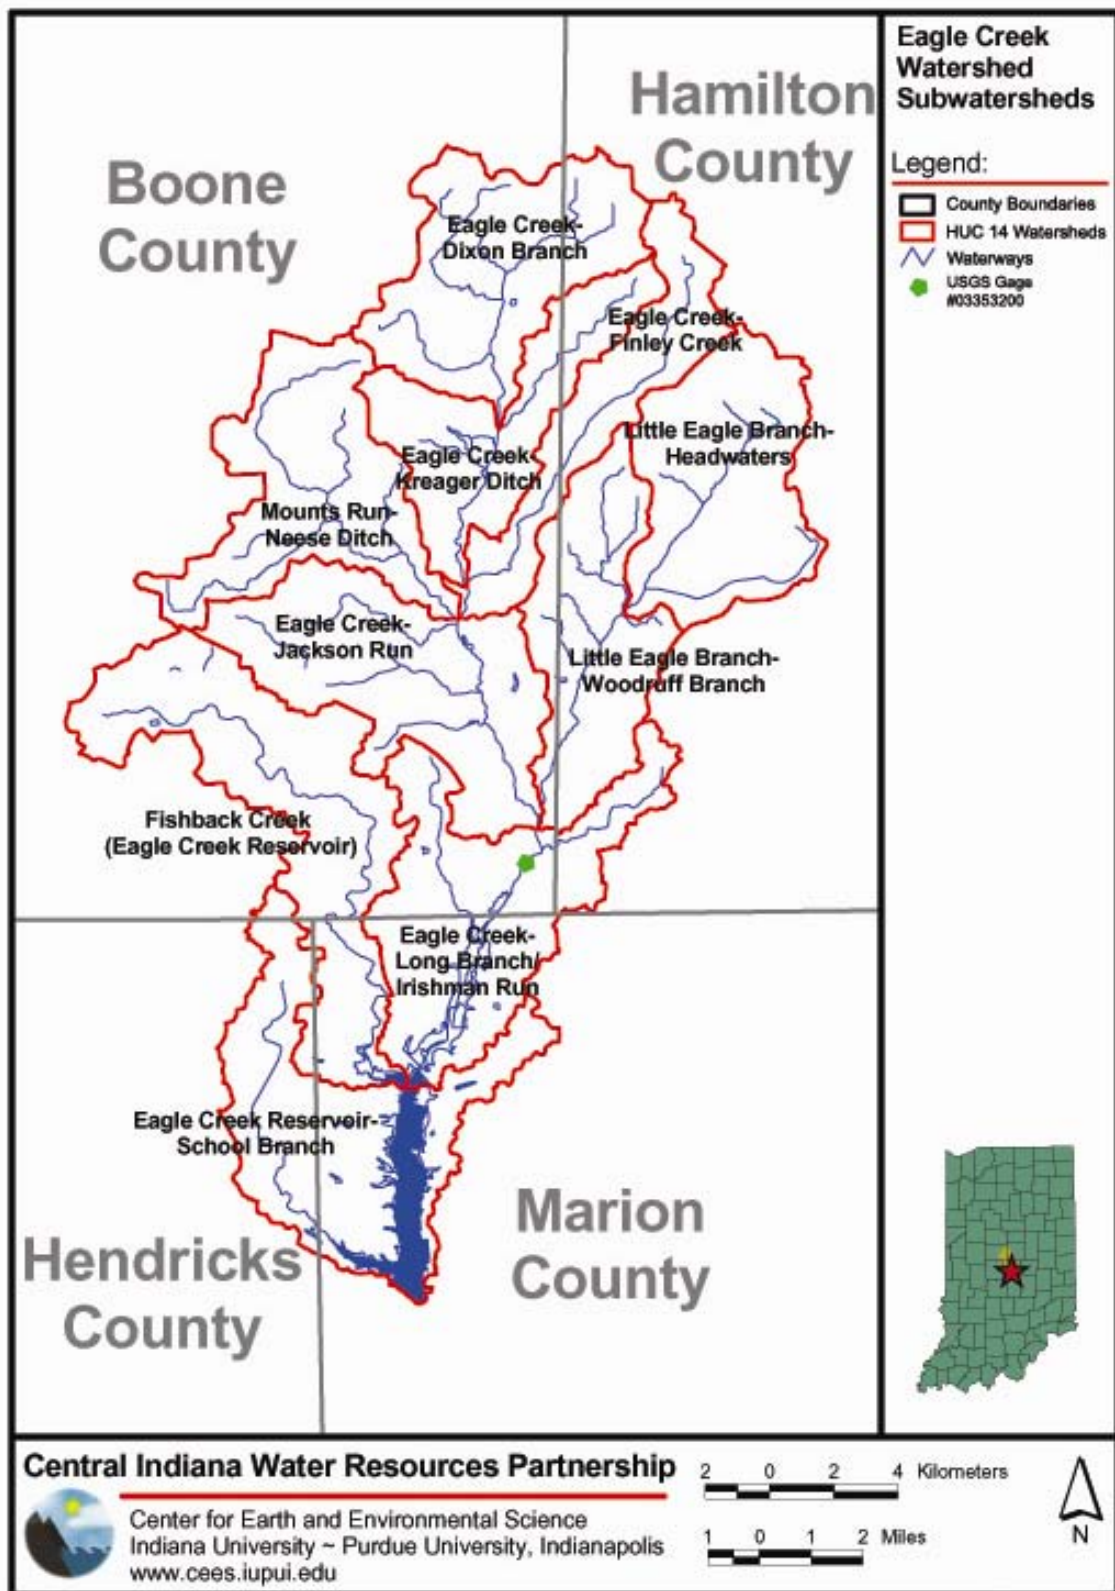 Eagle Creek
Watershed
Subwatersheds
Legend:
County Boundaries
HUC 14 Watersheds
Waterways
USGS Gage
#03353200
Hamilton
County
Boone
County
Eagle Creek-
Dixon Branch
Eagle Creek-
Finley Creek
Little Eagle Branch-
Headwaters
Eagle Creek-
Kreager Ditch
Mounts Run-
Neese Ditch
Eagle Creek-
Jackson Run
Little Eagle Branch-
Woodruff Branch
Fishback Creek
(Eagle Creek Reservoir)
Eagle Creek-
Long Branch/
Irishman Run
Eagle Creek Reservoir-
School Branch
Marion
County
Hendricks
County
Central Indiana Water Resources Partnership
Center for Earth and Environmental Science
Indiana University ~ Purdue University, Indianapolis
www.cees.iupui.edu
2 0 2 4 Kilometers
1 0 1 2 Miles
N